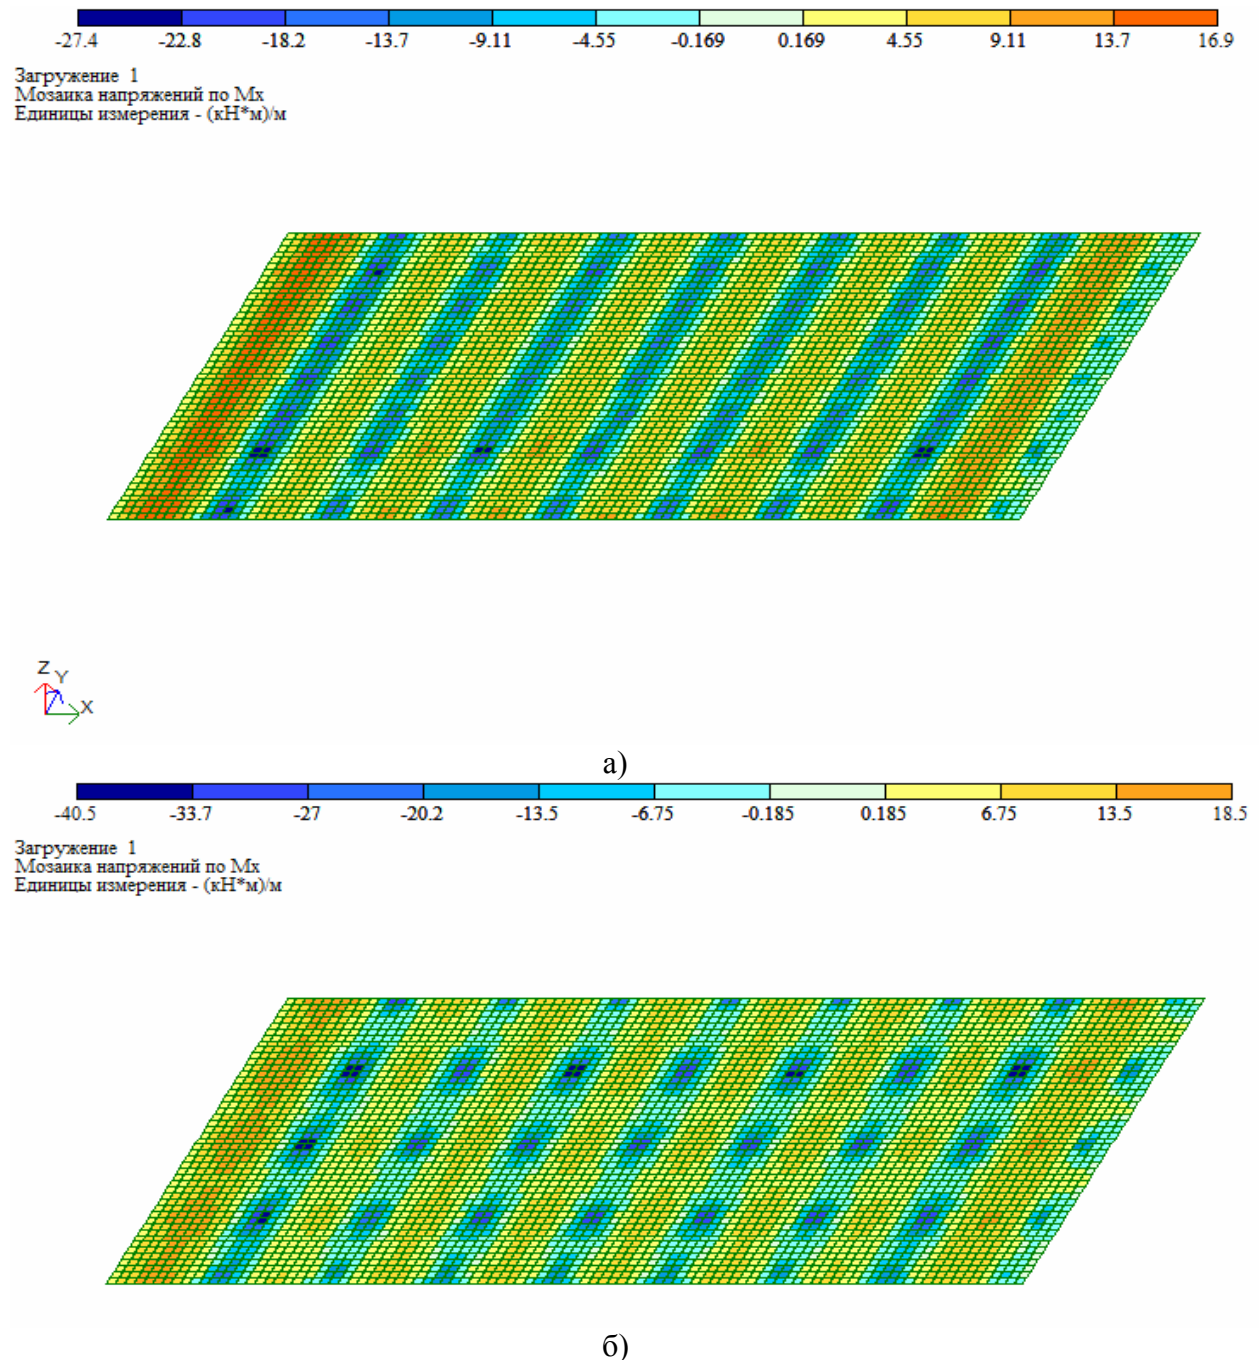 -27.4 -22.8 -18.2 -13.7 -9.11 -4.55 -0.169 0.169 4.55 9.11 13.7 16.9
Загружение 1
Мозаика напряжений по Mx
Единицы измерения - (кН*м)/м
Z
Y
X
а)
-40.5 -33.7 -27 -20.2 -13.5 -6.75 -0.185 0.185 6.75 13.5 18.5
Загружение 1
Мозаика напряжений по Mx
Единицы измерения - (кН*м)/м
б)